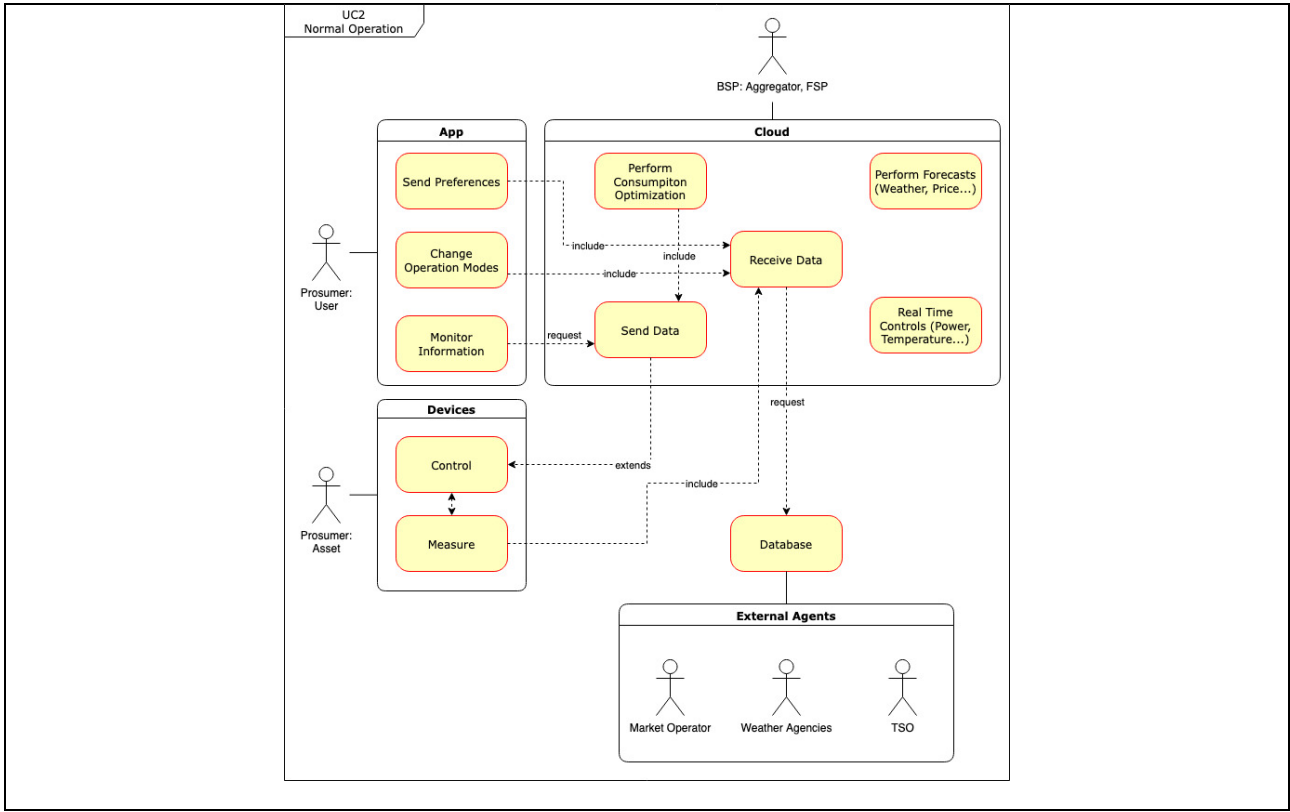 UC2
Normal Operation
BSP: Aggregator, FSP
App
Cloud
Send Preferences
Perform
Consumpiton
Optimization
Perform Forecasts
(Weather, Price...)
Prosumer:
User
Change
Operation Modes
include
include
include
Receive Data
Monitor
Information
request
Send Data
Real Time
Controls (Power,
Temperature...)
request
Devices
Control
extends
include
Prosumer:
Asset
Measure
Database
External Agents
Market Operator
Weather Agencies
TSO